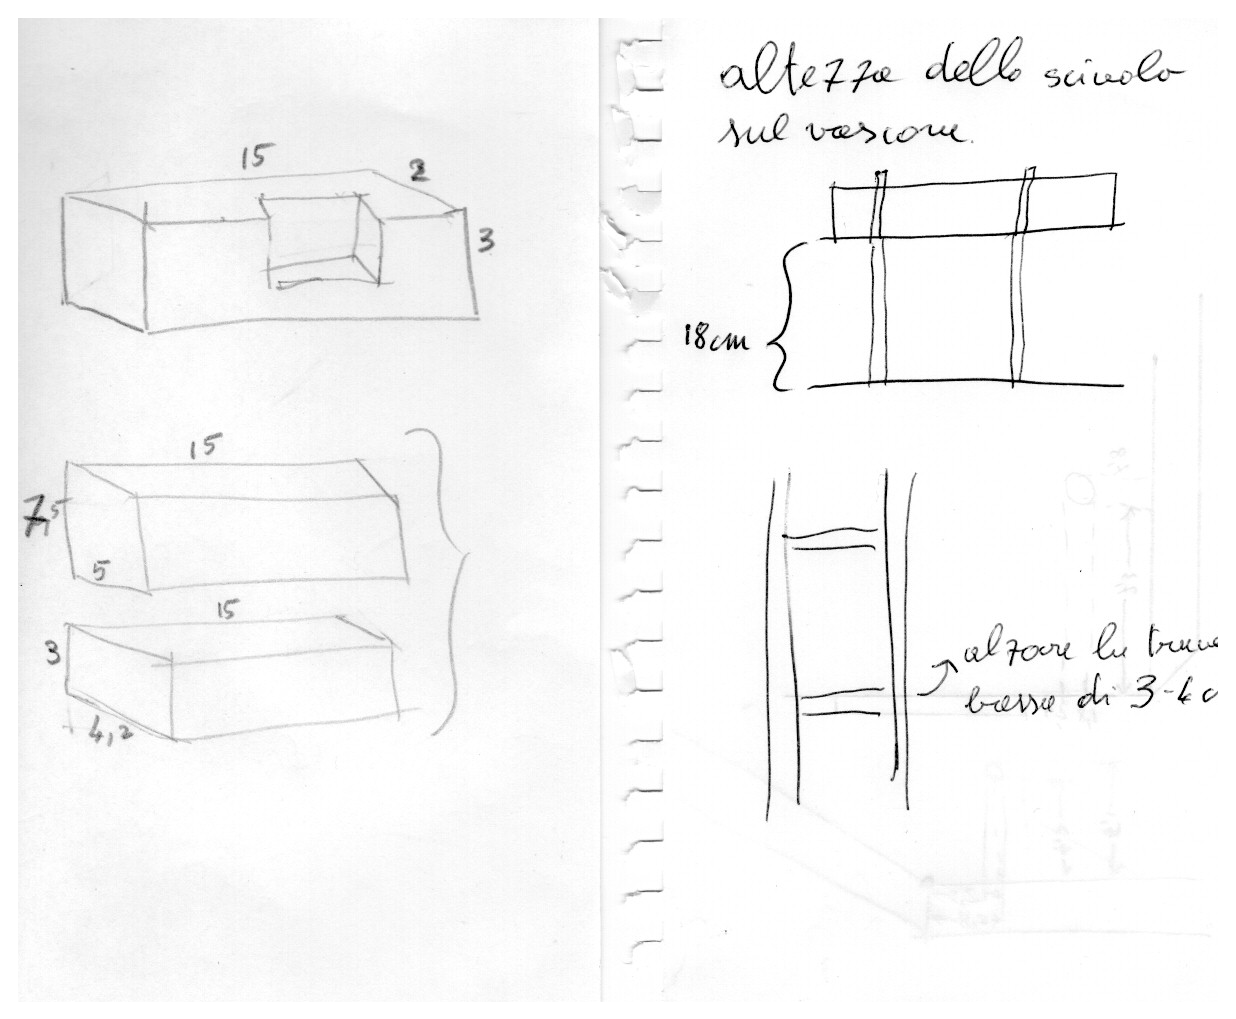 15
2
3
15
7,5
5
15
3
4,2
altezza dello scivolo
sul vascone.
18cm
alzare la trave
bassa di 3-4 c